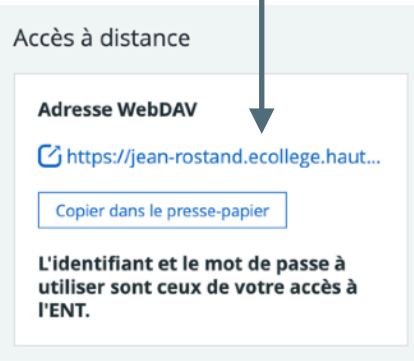 Accès à distance
Adresse WebDAV
https://jean-rostand.ecollege.haut...
Copier dans le presse-papier
L'identifiant et le mot de passe à
utiliser sont ceux de votre accès à
l'ENT.